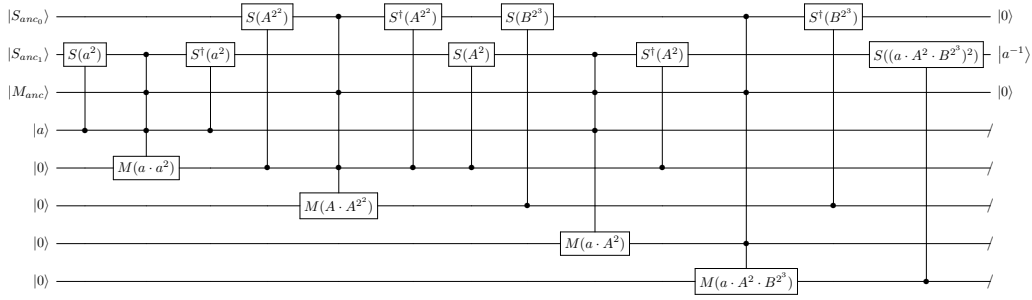 |S_{anc_0}⟩ S(A^{2^2}) S†(A^{2^2}) S(B^{2^3}) S†(B^{2^3}) |0⟩
|S_{anc_1}⟩ S(a^2) S†(a^2) S(A^2) S†(A^2) S((a · A^2 · B^{2^3})^2) |a^{-1}⟩
|M_{anc}⟩ |0⟩
|a⟩
|0⟩ M(a · a^2)
|0⟩ M(A · A^{2^2})
|0⟩ M(a · A^2)
|0⟩ M(a · A^2 · B^{2^3})